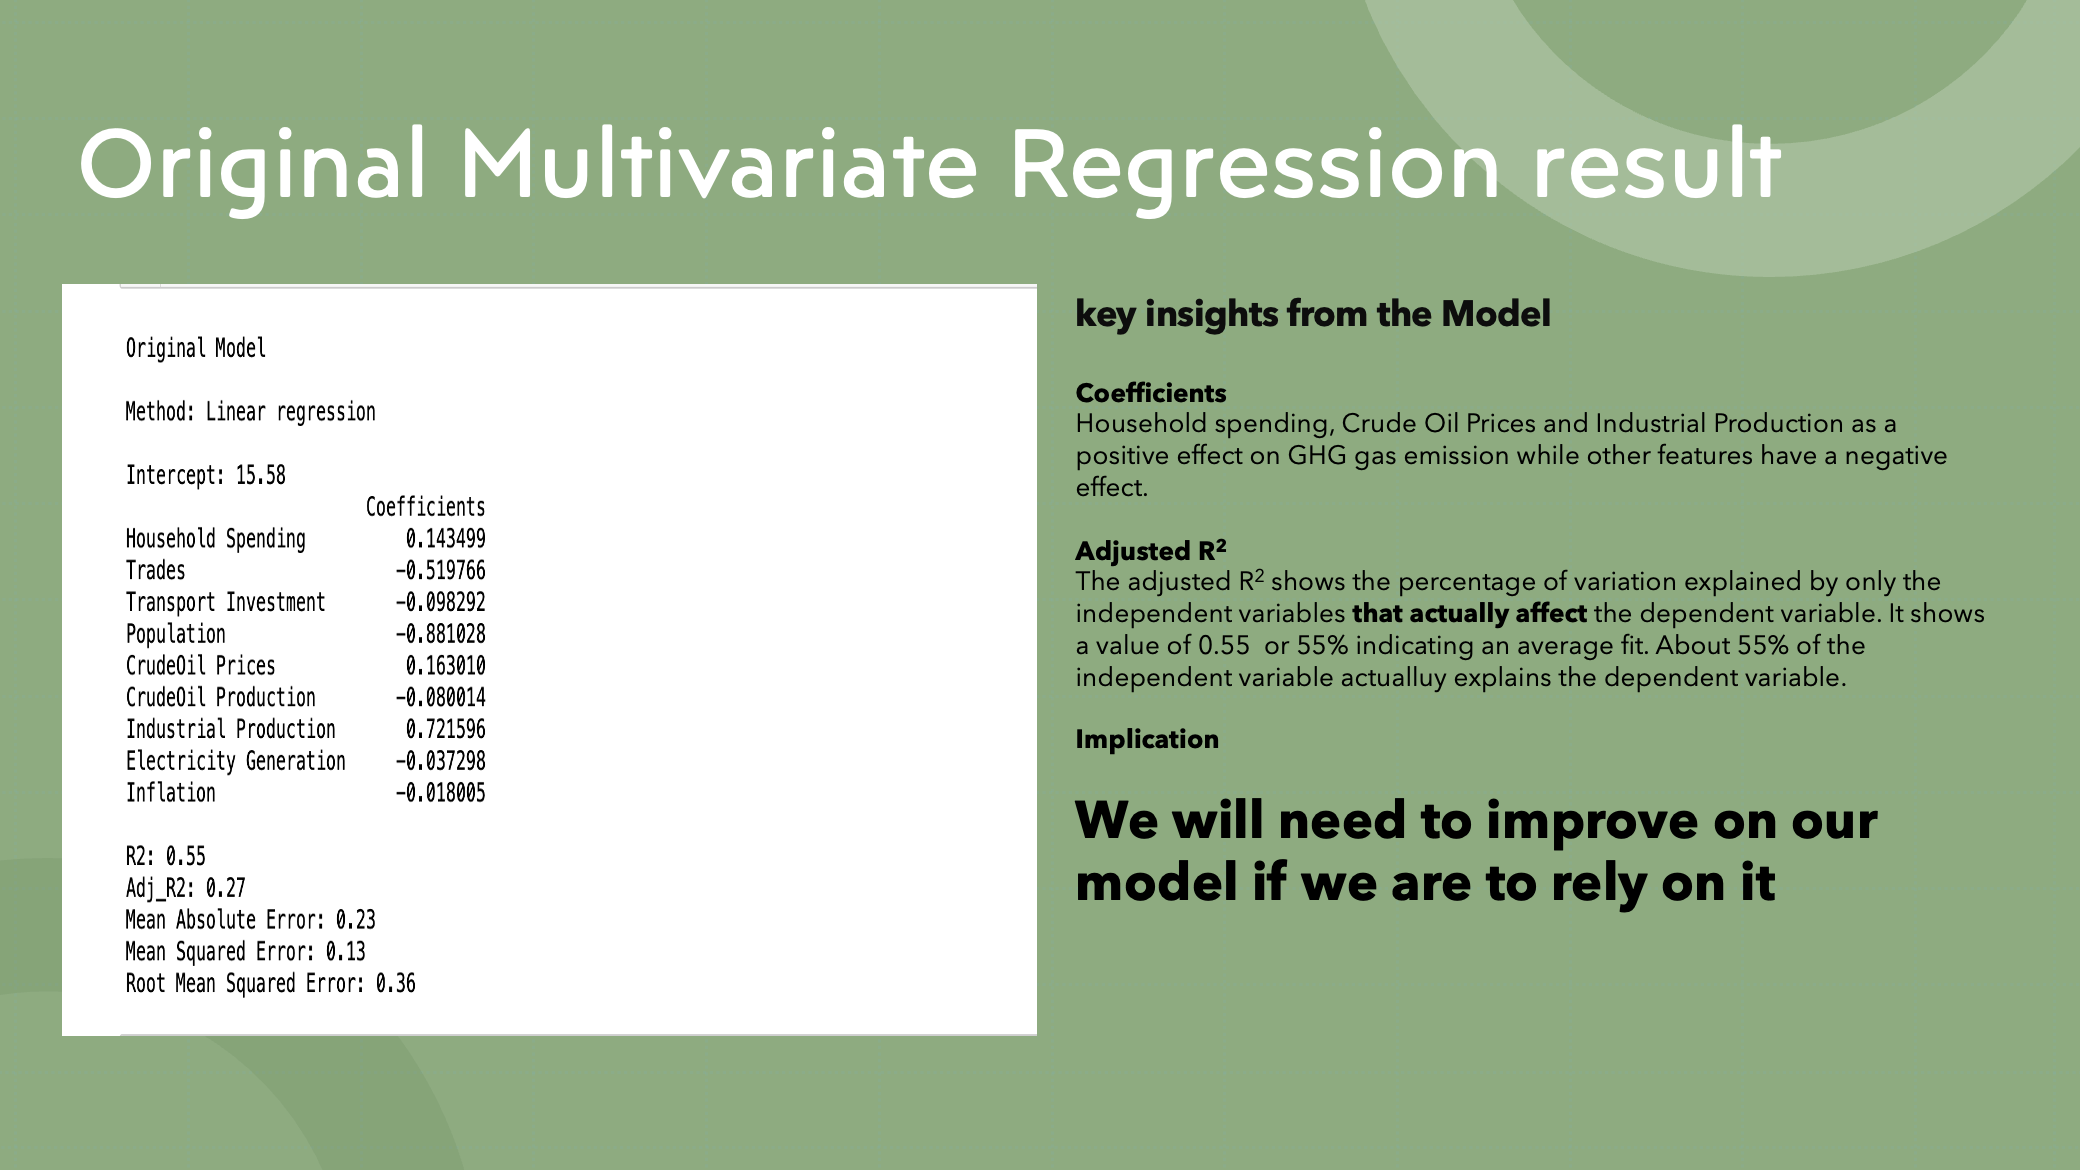 Original Multivariate Regression result
Original Model
Method: Linear regression
Intercept: 15.58
Coefficients
Household Spending 0.143499
Trades -0.519766
Transport Investment -0.098292
Population -0.881028
CrudeOil Prices 0.163010
CrudeOil Production -0.080014
Industrial Production 0.721596
Electricity Generation -0.037298
Inflation -0.018005
R2: 0.55
Adj_R2: 0.27
Mean Absolute Error: 0.23
Mean Squared Error: 0.13
Root Mean Squared Error: 0.36
key insights from the Model
Coefficients
Household spending, Crude Oil Prices and Industrial Production as a
positive effect on GHG gas emission while other features have a negative
effect.
Adjusted R²
The adjusted R² shows the percentage of variation explained by only the
independent variables that actually affect the dependent variable. It shows
a value of 0.55 or 55% indicating an average fit. About 55% of the
independent variable actualluy explains the dependent variable.
Implication
We will need to improve on our
model if we are to rely on it